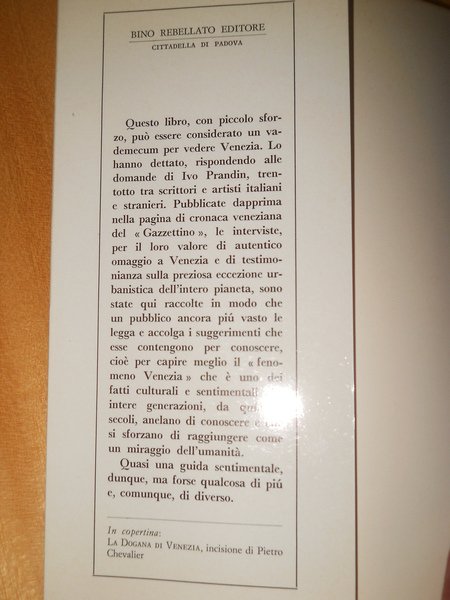 BINO REBELLATO EDITORE
CITTADELLA DI PADOVA
Questo libro, con piccolo sfor-
zo, può essere considerato un va-
demecum per vedere Venezia. Lo
hanno dettato, rispondendo alle
domande di Ivo Prandin, tren-
totto tra scrittori e artisti italiani
e stranieri. Pubblicate dapprima
nella pagina di cronaca veneziana
del « Gazzettino », le interviste,
per il loro valore di autentico
omaggio a Venezia e di testimo-
nianza sulla preziosa eccezione ur-
banistica dell'intero pianeta, sono
state qui raccolte in modo che
un pubblico ancora piú vasto le
legga e accolga i suggerimenti che
esse contengono per conoscere,
cioè per capire meglio il « feno-
meno Venezia » che è uno dei
fatti culturali e sentimentali
intere generazioni, da
secoli, anelano di conoscere e
si sforzano di raggiungere come
un miraggio dell'umanità.
Quasi una guida sentimentale,
dunque, ma forse qualcosa di piú
e, comunque, di diverso.
In copertina:
LA DOGANA DI VENEZIA, incisione di Pietro
Chevalier